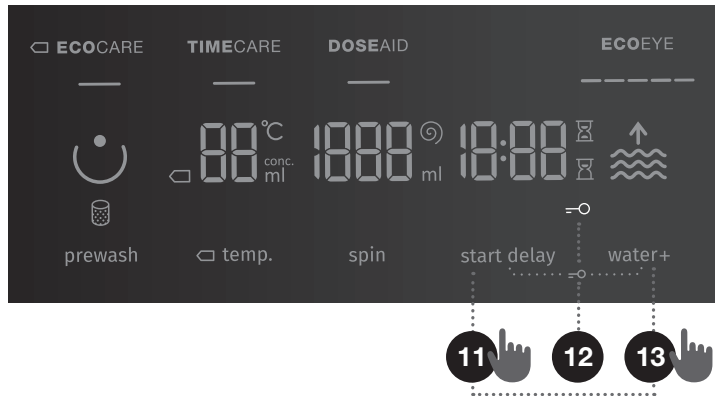 ECOCARE TIMECARE DOSEAID ECOEYE
88 °C 1888 18:88
conc.
ml ml
prewash temp. spin start delay water+
11 12 13